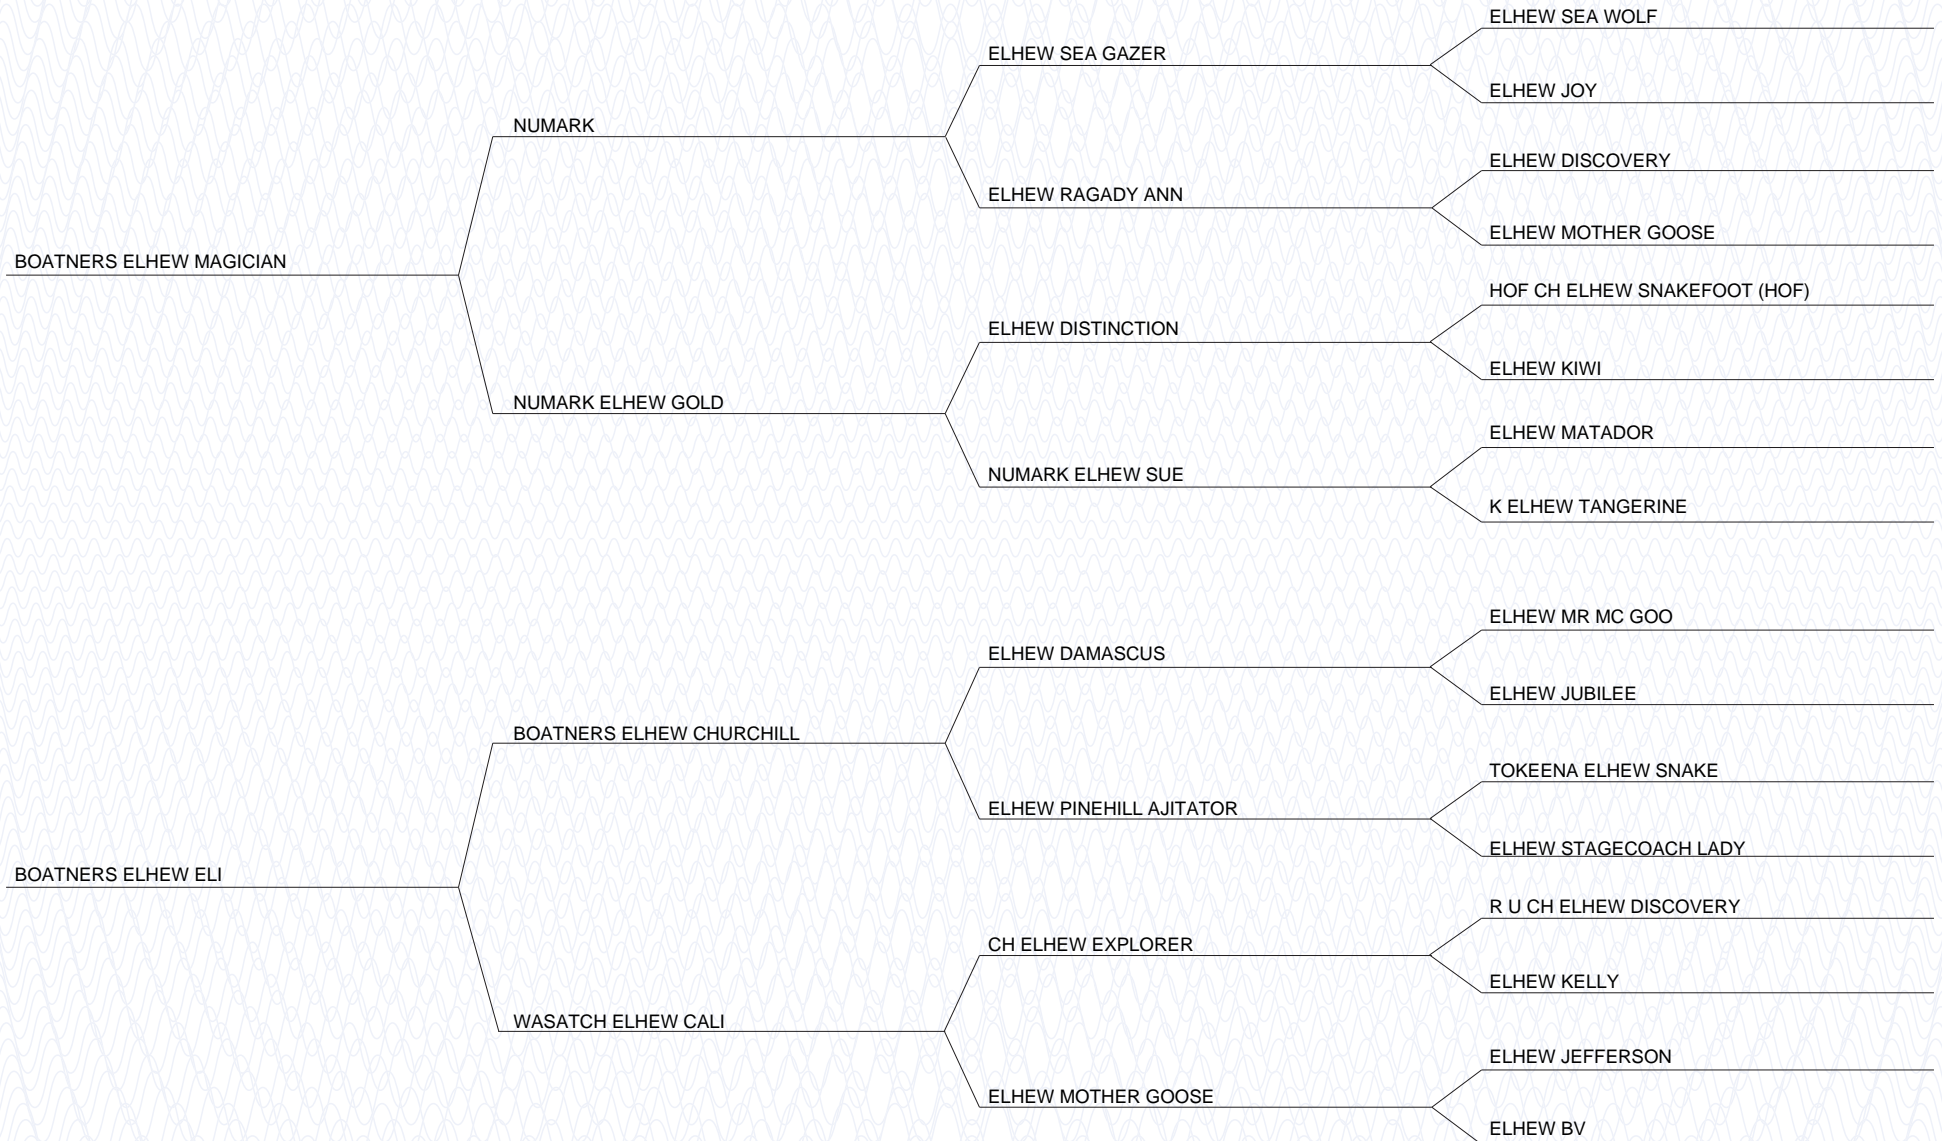 ELHEW SEA WOLF
ELHEW SEA GAZER
ELHEW JOY
NUMARK
ELHEW DISCOVERY
ELHEW RAGADY ANN
ELHEW MOTHER GOOSE
BOATNERS ELHEW MAGICIAN
HOF CH ELHEW SNAKEFOOT (HOF)
ELHEW DISTINCTION
ELHEW KIWI
NUMARK ELHEW GOLD
ELHEW MATADOR
NUMARK ELHEW SUE
K ELHEW TANGERINE
ELHEW MR MC GOO
ELHEW DAMASCUS
ELHEW JUBILEE
BOATNERS ELHEW CHURCHILL
TOKEENA ELHEW SNAKE
ELHEW PINEHILL AJITATOR
ELHEW STAGECOACH LADY
BOATNERS ELHEW ELI
R U CH ELHEW DISCOVERY
CH ELHEW EXPLORER
ELHEW KELLY
WASATCH ELHEW CALI
ELHEW JEFFERSON
ELHEW MOTHER GOOSE
ELHEW BV